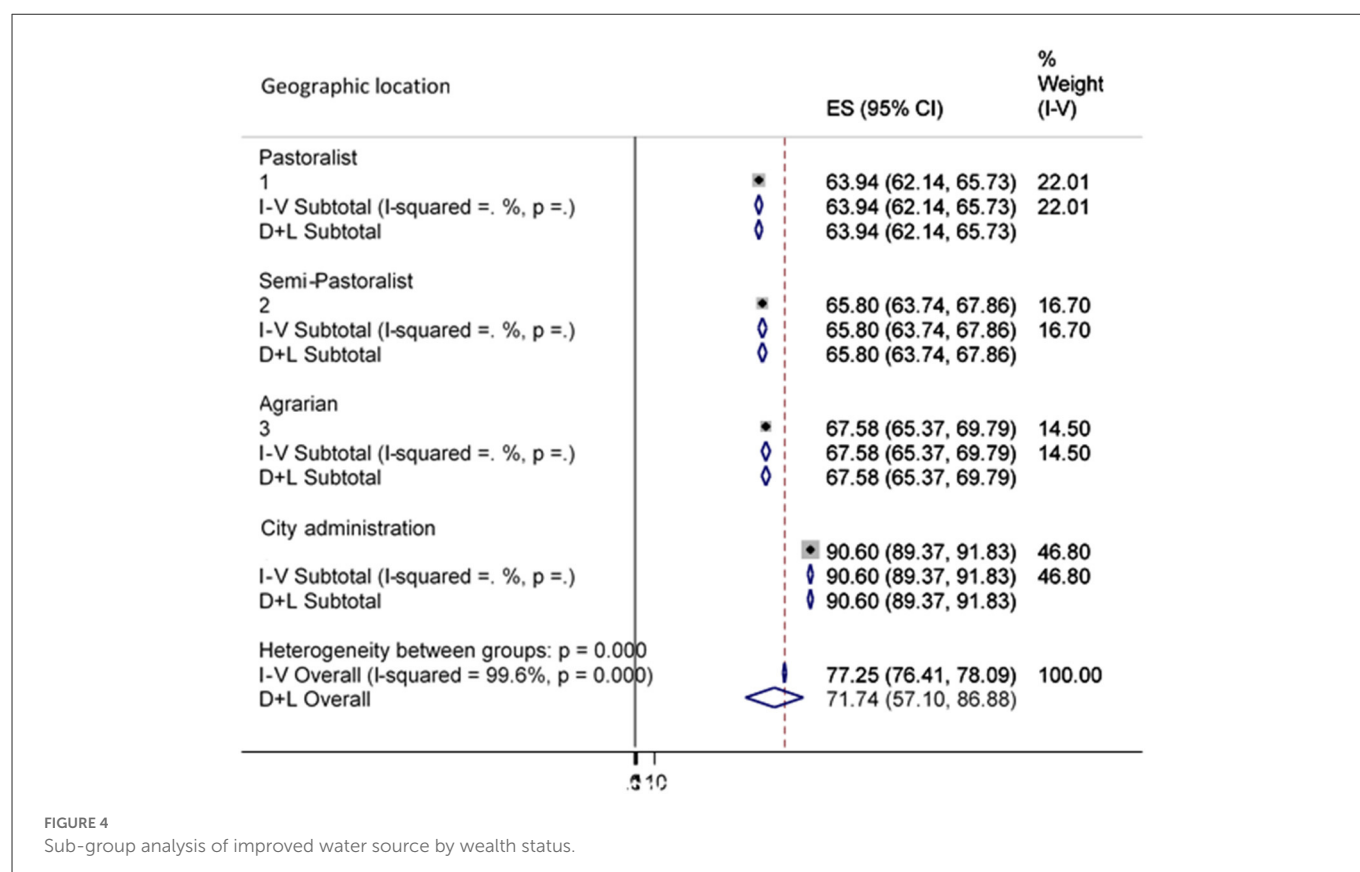 Geographic location
ES (95% CI)
%
Weight
(I-V)
Pastoralist
1 63.94 (62.14, 65.73) 22.01
I-V Subtotal (I-squared =. %, p =.) 63.94 (62.14, 65.73) 22.01
D+L Subtotal 63.94 (62.14, 65.73)
Semi-Pastoralist
2 65.80 (63.74, 67.86) 16.70
I-V Subtotal (I-squared =. %, p =.) 65.80 (63.74, 67.86) 16.70
D+L Subtotal 65.80 (63.74, 67.86)
Agrarian
3 67.58 (65.37, 69.79) 14.50
I-V Subtotal (I-squared =. %, p =.) 67.58 (65.37, 69.79) 14.50
D+L Subtotal 67.58 (65.37, 69.79)
City administration
90.60 (89.37, 91.83) 46.80
I-V Subtotal (I-squared =. %, p =.) 90.60 (89.37, 91.83) 46.80
D+L Subtotal 90.60 (89.37, 91.83)
Heterogeneity between groups: p = 0.000
I-V Overall (I-squared = 99.6%, p = 0.000) 77.25 (76.41, 78.09) 100.00
D+L Overall 71.74 (57.10, 86.88)
10
FIGURE 4
Sub-group analysis of improved water source by wealth status.